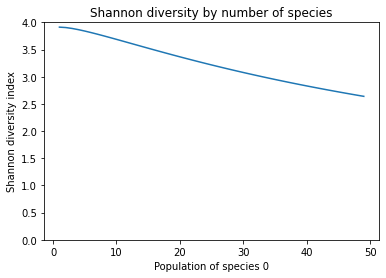 Shannon diversity by number of species
4.0
3.5
3.0
2.5
2.0
1.5
1.0
0.5
0.0
Shannon diversity index
0 10 20 30 40 50
Population of species 0